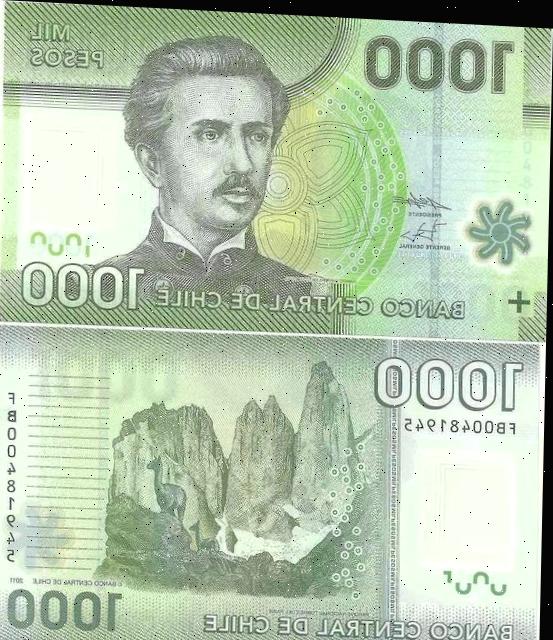 MIL
PESOS
1000
PRESIDENTE
GERENTE GENERAL
1000
BANCO CENTRAL DE CHILE
1000
FB00481945
FB00481945
© BANCO CENTRAL DE CHILE 2011
1000
BANCO CENTRAL DE CHILE